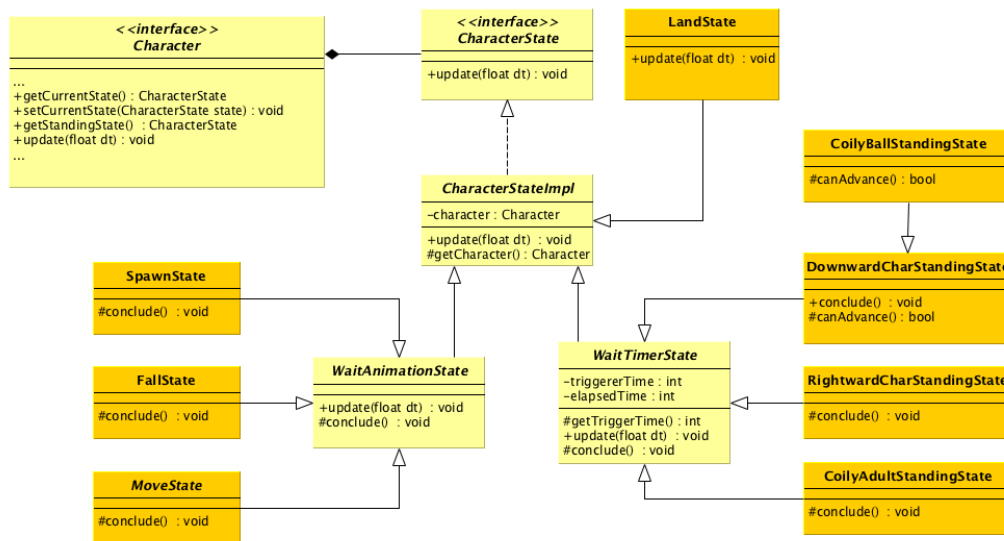 <<interface>>
Character
...
+getCurrentState() : CharacterState
+setCurrentState(CharacterState state) : void
+getStandingState() : CharacterState
+update(float dt) : void
...
<<interface>>
CharacterState
+update(float dt) : void
LandState
+update(float dt) : void
CharacterStateImpl
-character : Character
+update(float dt) : void
#getCharacter() : Character
CoilyBallStandingState
#canAdvance() : bool
DownwardCharStandingState
+conclude() : void
#canAdvance() : bool
SpawnState
#conclude() : void
FallState
#conclude() : void
MoveState
#conclude() : void
WaitAnimationState
+update(float dt) : void
#conclude() : void
WaitTimerState
-triggererTime : int
-elapsedTime : int
#getTriggerTime() : int
+update(float dt) : void
#conclude() : void
RightwardCharStandingState
#conclude() : void
CoilyAdultStandingState
#conclude() : void